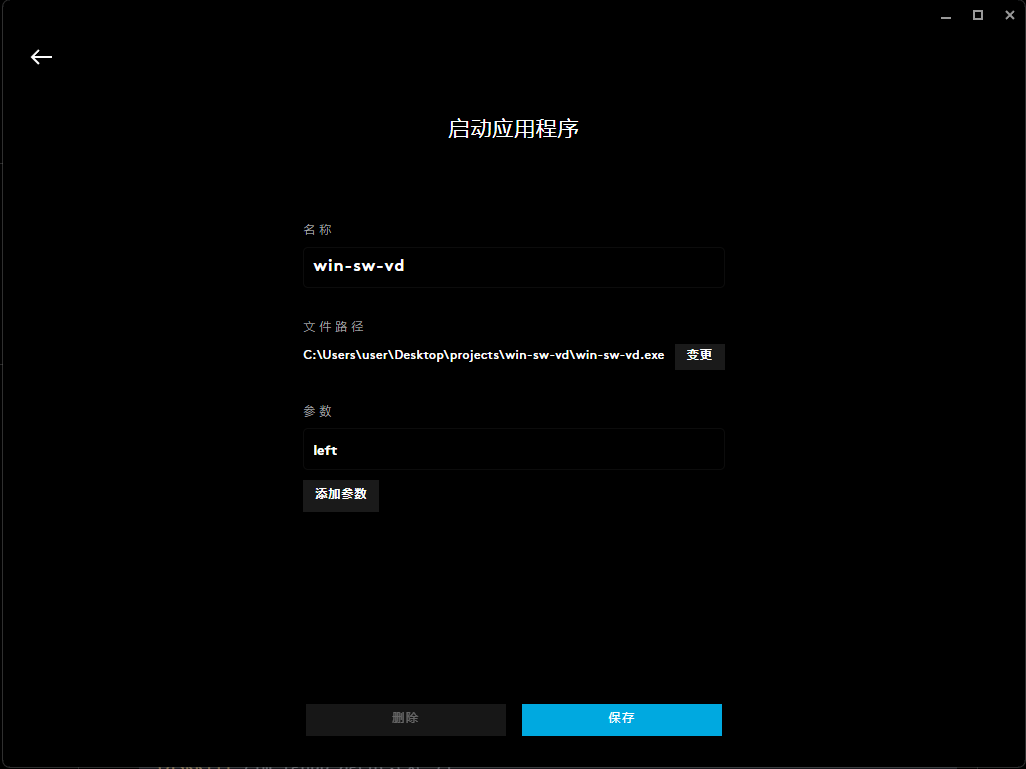 启动应用程序
名称
win-sw-vd
文件路径
C:\Users\user\Desktop\projects\win-sw-vd\win-sw-vd.exe 变更
参数
left
添加参数
删除 保存